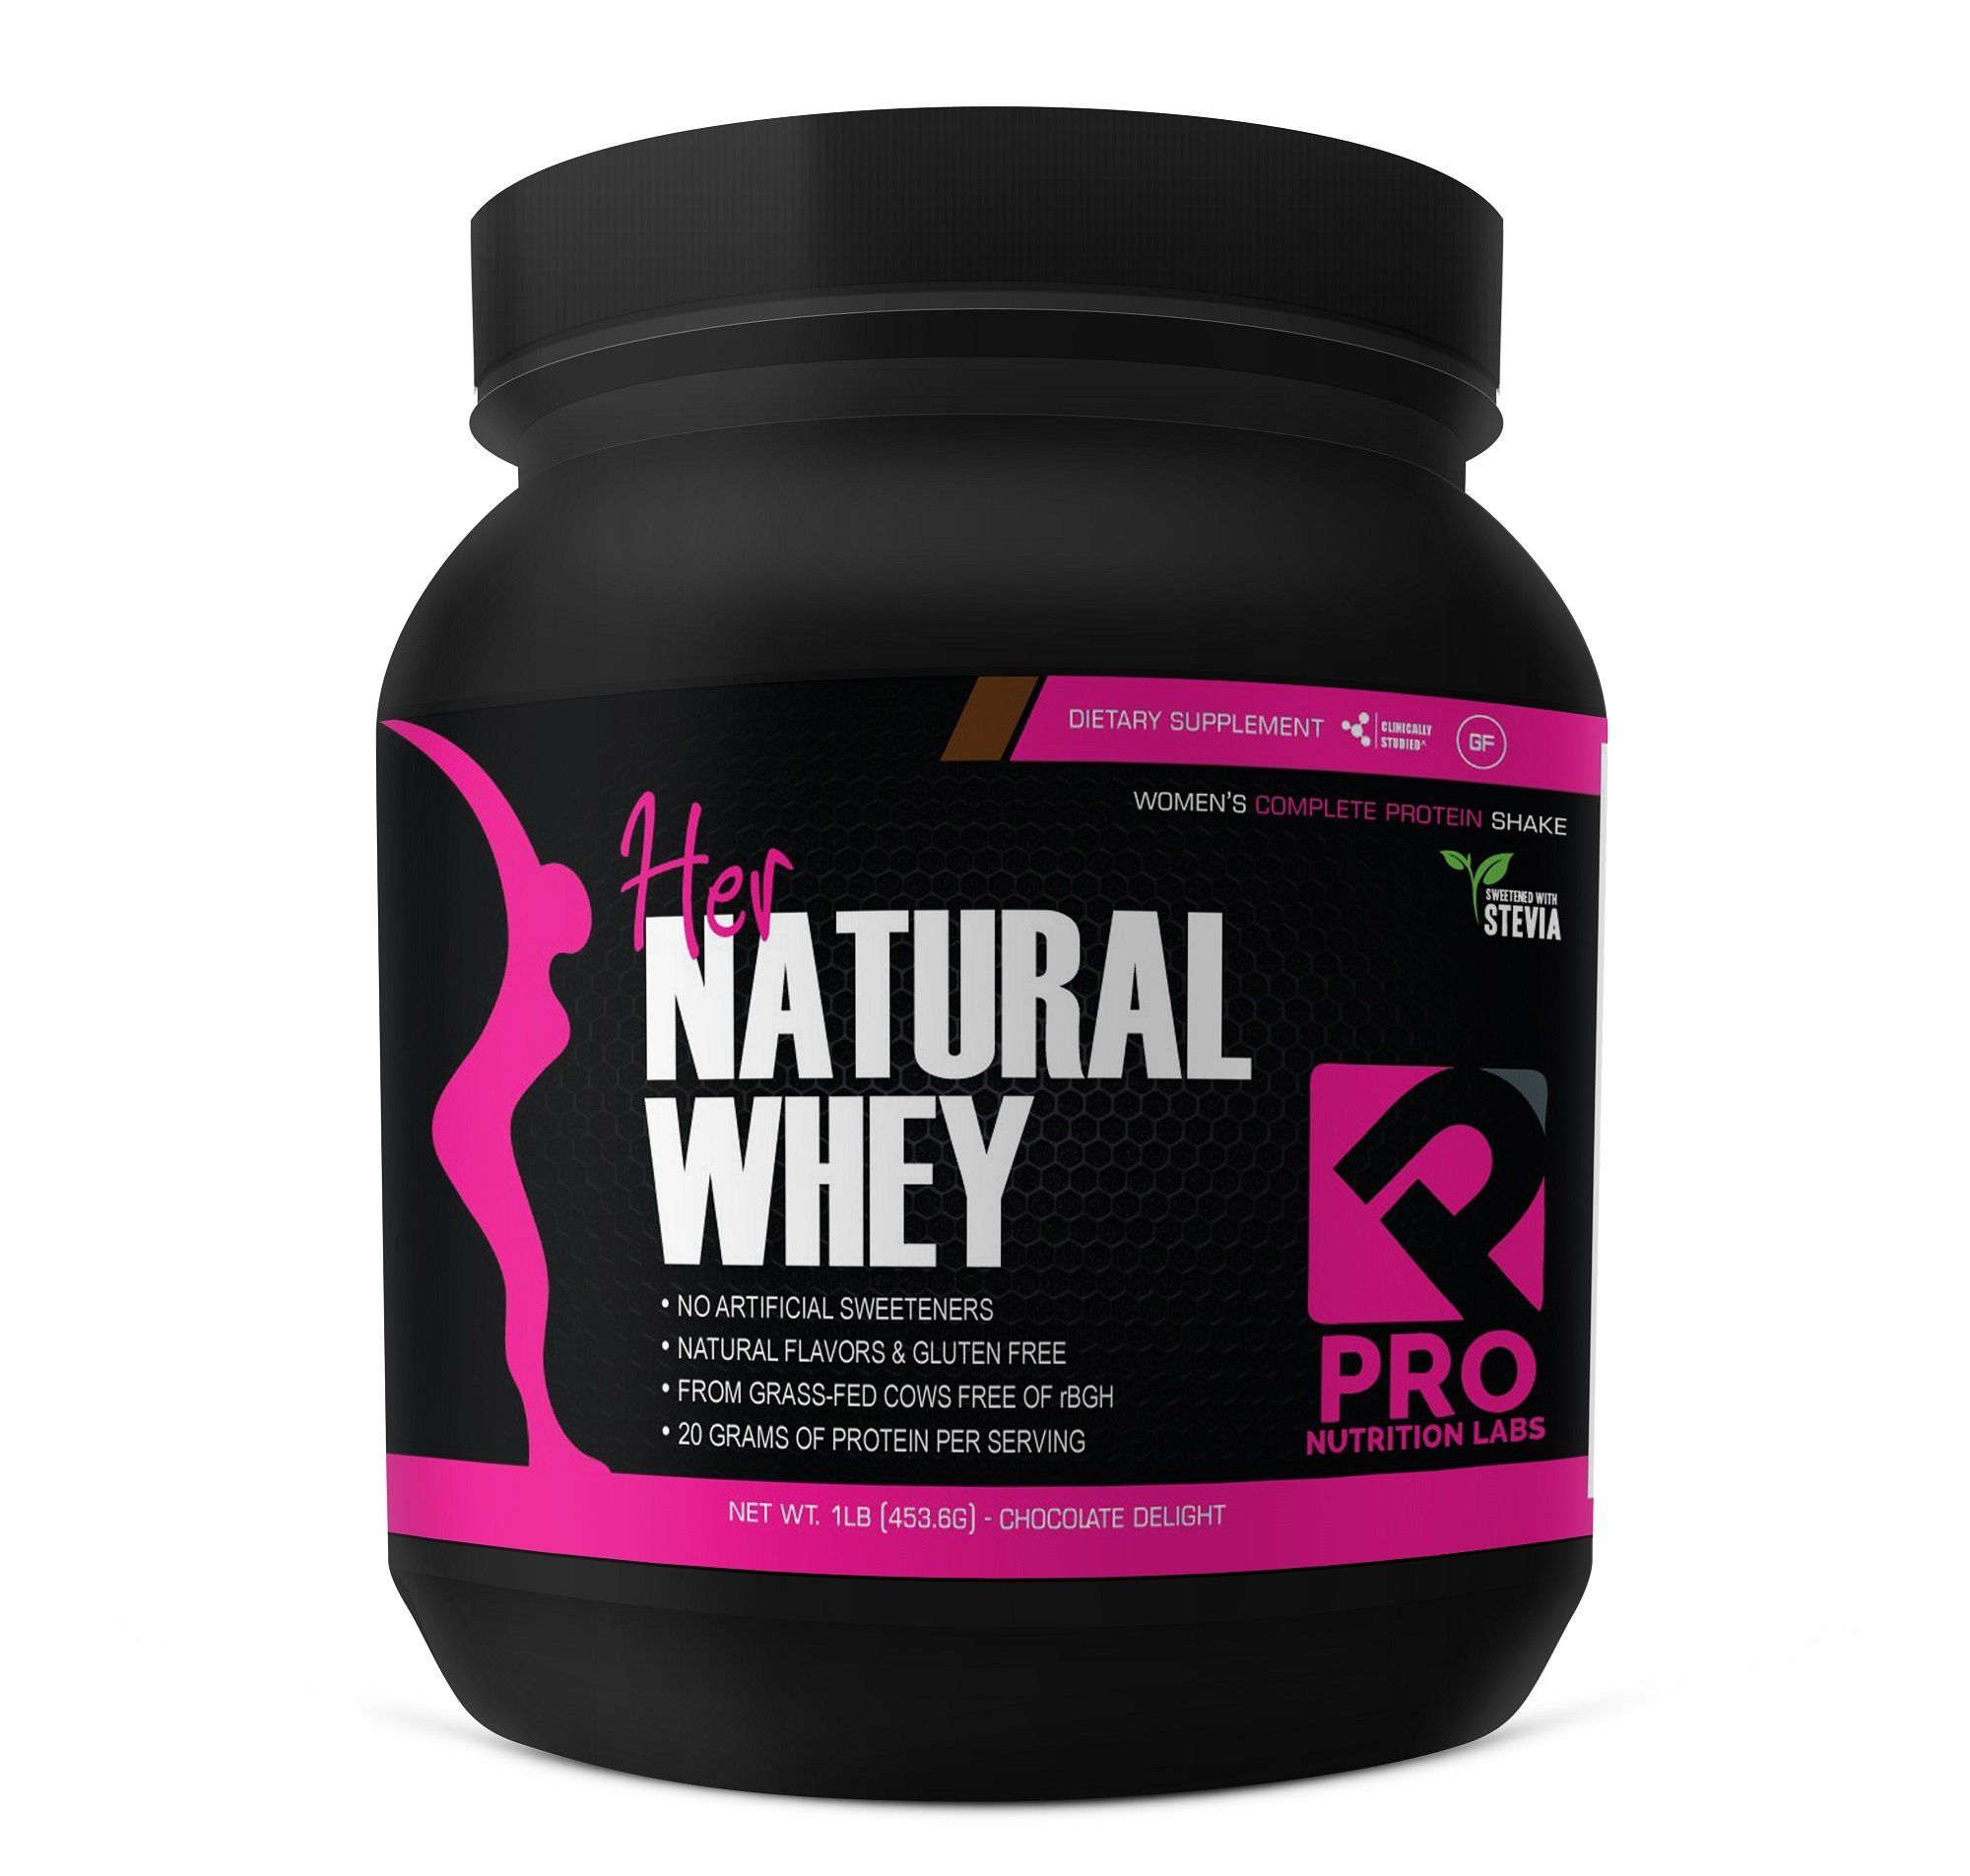 DIETARY SUPPLEMENT
CLINICALLY
STUDIED^
GF
WOMEN'S COMPLETE PROTEIN SHAKE
SWEETENED WITH
STEVIA
Her
NATURAL
WHEY
• NO ARTIFICIAL SWEETENERS
• NATURAL FLAVORS & GLUTEN FREE
• FROM GRASS-FED COWS FREE OF rBGH
• 20 GRAMS OF PROTEIN PER SERVING
PRO
NUTRITION LABS
NET WT. 1LB (453.6G) - CHOCOLATE DELIGHT